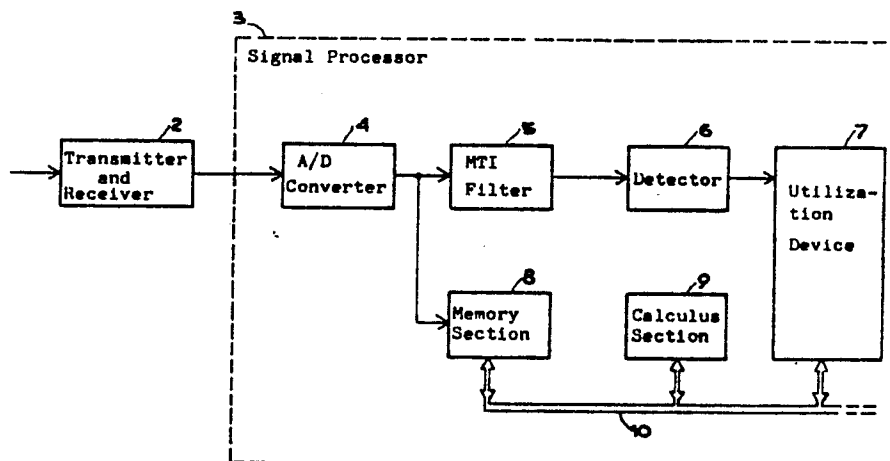 3
Signal Processor
2
4
5
6
7
Transmitter
and
Receiver
A/D
Converter
MTI
Filter
Detector
Utiliza-
tion
Device
8
9
Memory
Section
Calculus
Section
10